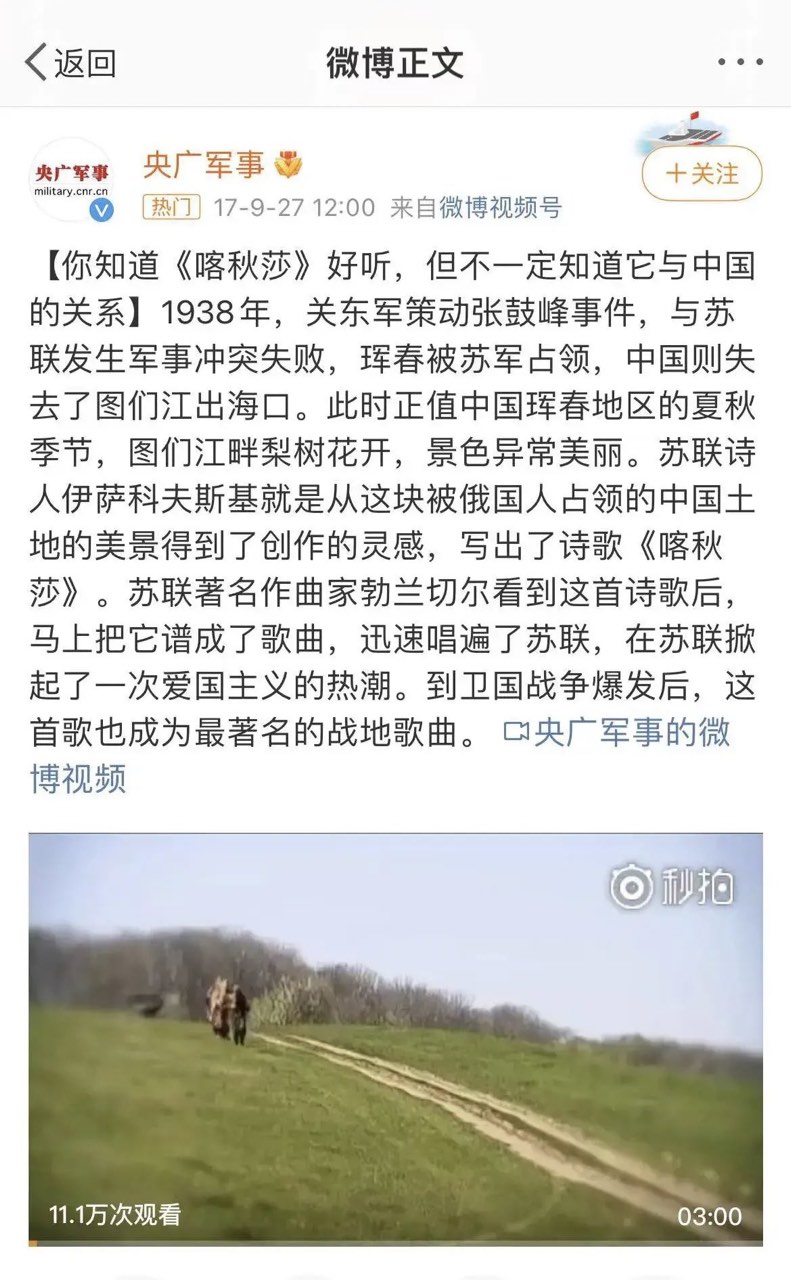 返回
微博正文
央广军事
military.cnr.cn
央广军事
+关注
热门 17-9-27 12:00 来自微博视频号
【你知道《喀秋莎》好听，但不一定知道它与中国
的关系】1938年，关东军策动张鼓峰事件，与苏
联发生军事冲突失败，珲春被苏军占领，中国则失
去了图们江出海口。此时正值中国珲春地区的夏秋
季节，图们江畔梨树花开，景色异常美丽。苏联诗
人伊萨科夫斯基就是从这块被俄国人占领的中国土
地的美景得到了创作的灵感，写出了诗歌《喀秋
莎》。苏联著名作曲家勃兰切尔看到这首诗歌后，
马上把它谱成了歌曲，迅速唱遍了苏联，在苏联掀
起了一次爱国主义的热潮。到卫国战争爆发后，这
首歌也成为最著名的战地歌曲。 央广军事的微
博视频
秒拍
11.1万次观看
03:00